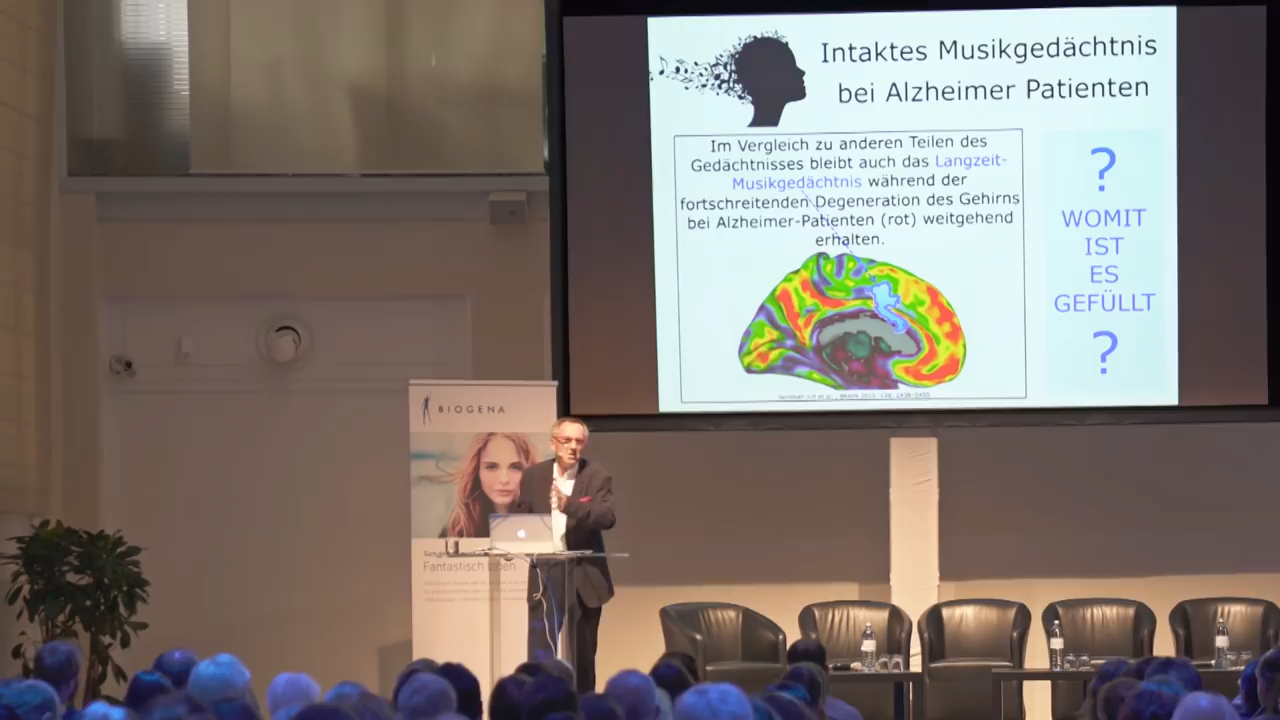 Intaktes Musikgedächtnis
bei Alzheimer Patienten
Im Vergleich zu anderen Teilen des
Gedächtnisses bleibt auch das Langzeit-
Musikgedächtnis während der
fortschreitenden Degeneration des Gehirns
bei Alzheimer-Patienten (rot) weitgehend
erhalten.
?
WOMIT
IST
ES
GEFÜLLT
?
BIOGENA
Fantastisch leben